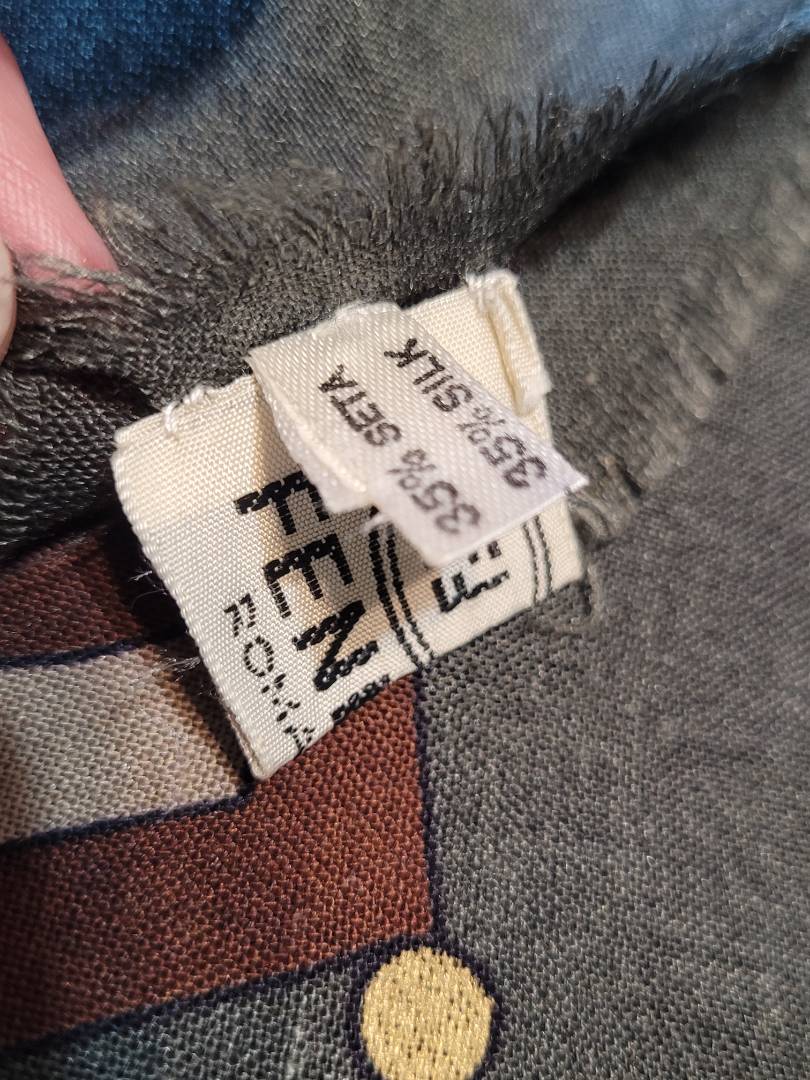 35% SETA
35% SILK
FEN
ROMA
F